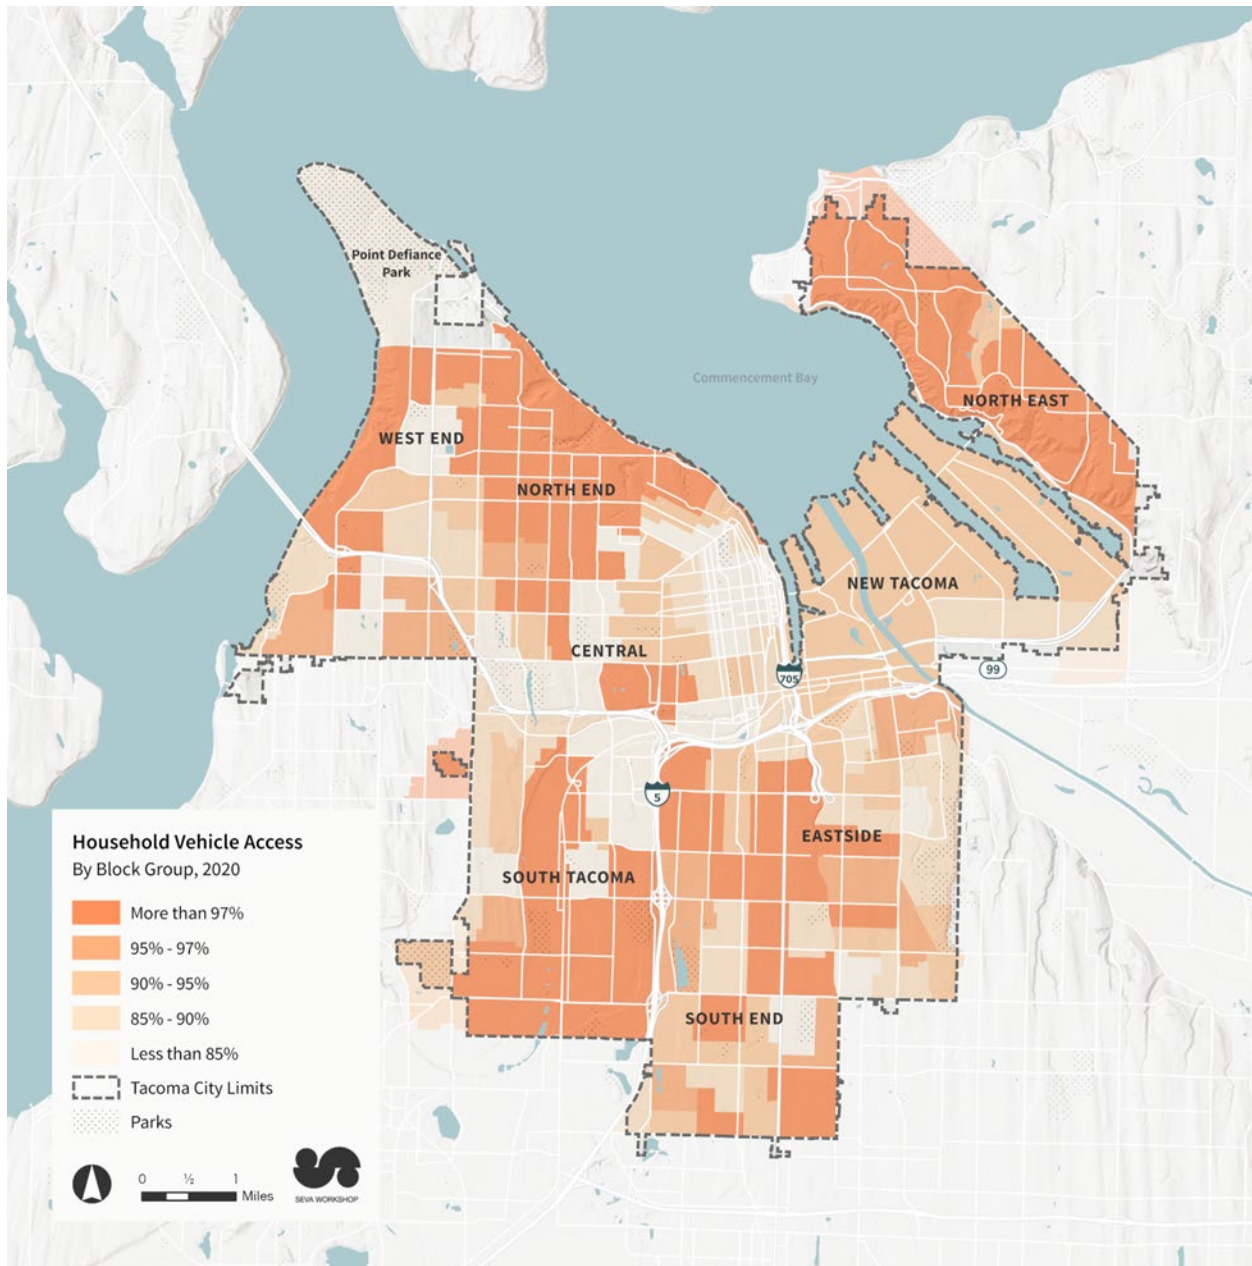 Point Defiance
Park
Commencement Bay
NORTH EAST
WEST END
NORTH END
NEW TACOMA
CENTRAL
705
99
5
EASTSIDE
SOUTH TACOMA
SOUTH END
Household Vehicle Access
By Block Group, 2020
More than 97%
95% - 97%
90% - 95%
85% - 90%
Less than 85%
Tacoma City Limits
Parks
0 ½ 1
Miles
SEVA WORKSHOP